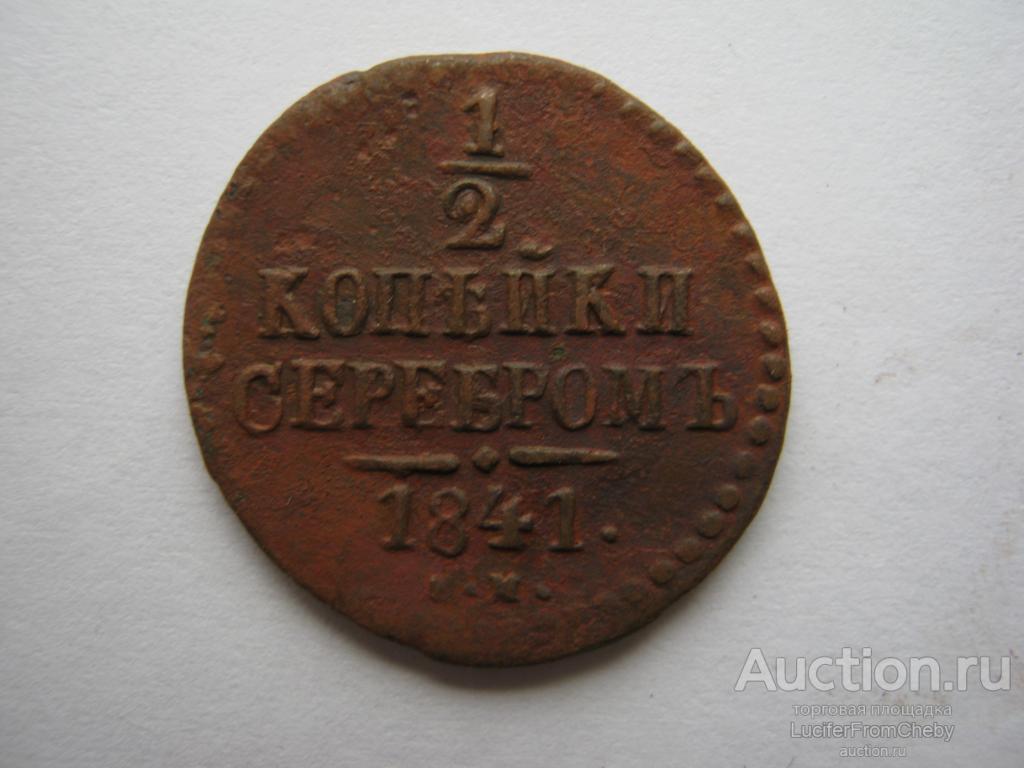 1
2
КОПѢЙКИ
СЕРЕБРОМЪ
1841.
Auction.ru
торговая площадка
LuciferFromCheby
auction.ru